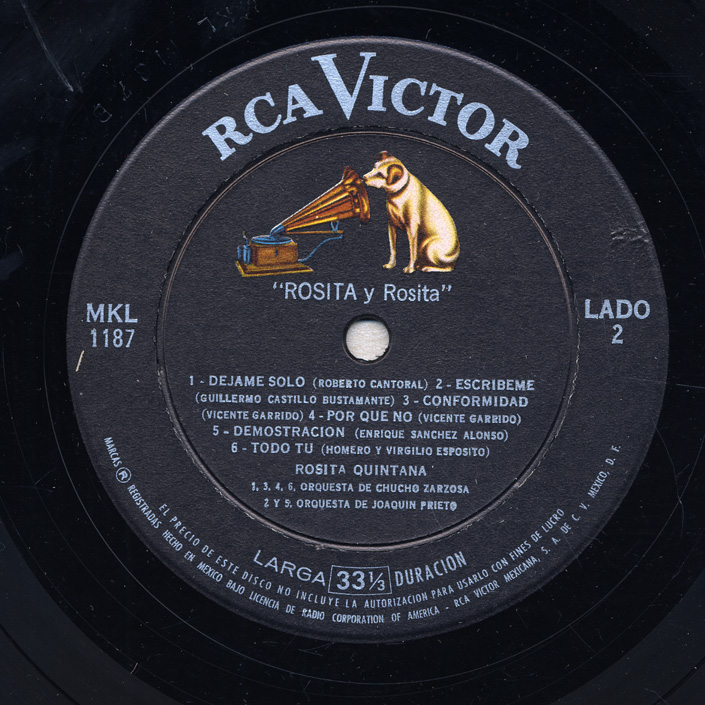 RCA VICTOR
"ROSITA y Rosita"
MKL
1187
LADO
2
1 - DEJAME SOLO (ROBERTO CANTORAL) 2 - ESCRIBEME
(GUILLERMO CASTILLO BUSTAMANTE) 3 - CONFORMIDAD
(VICENTE GARRIDO) 4 - POR QUE NO (VICENTE GARRIDO)
5 - DEMOSTRACION (ENRIQUE SANCHEZ ALONSO)
6 - TODO TU (HOMERO Y VIRGILIO ESPOSITO)
ROSITA QUINTANA
1, 3, 4, 6, ORQUESTA DE CHUCHO ZARZOSA
2 Y 5, ORQUESTA DE JOAQUIN PRIETO
LARGA 33 1/3 DURACION
EL PRECIO DE ESTE DISCO NO INCLUYE LA AUTORIZACION PARA USARLO CON FINES DE LUCRO
MARCAS ® REGISTRADAS HECHO EN MEXICO BAJO LICENCIA DE RADIO CORPORATION OF AMERICA - RCA VICTOR MEXICANA, S. A. DE C. V. MEXICO, D. F.